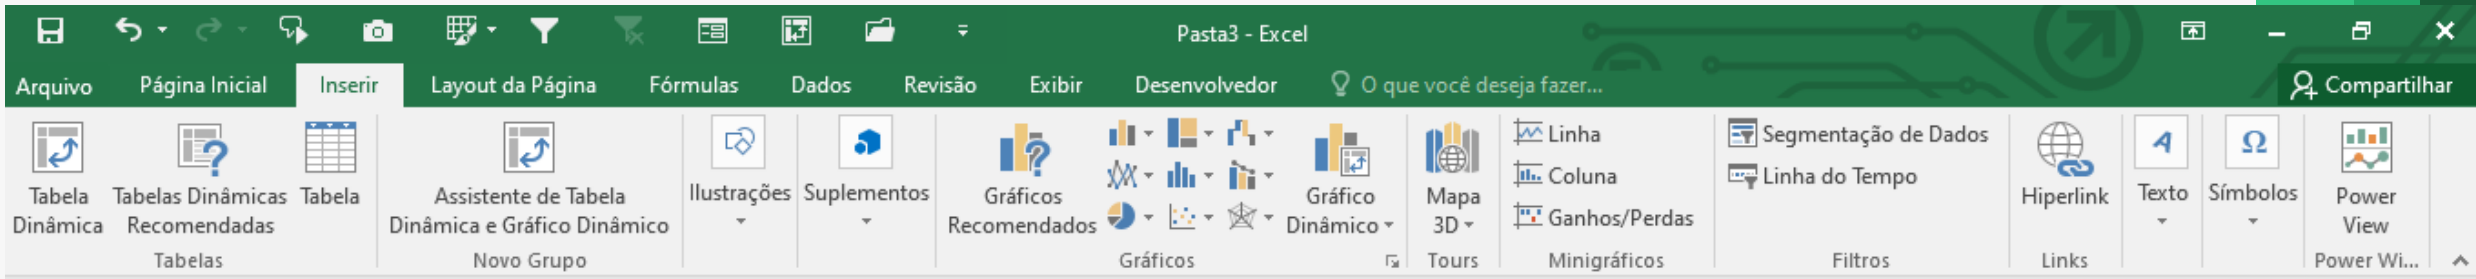 Pasta3 - Excel
Arquivo Página Inicial Inserir Layout da Página Fórmulas Dados Revisão Exibir Desenvolvedor O que você deseja fazer... Compartilhar
Tabela Dinâmica
Tabelas Dinâmicas Recomendadas
Tabela
Tabelas
Assistente de Tabela
Dinâmica e Gráfico Dinâmico
Novo Grupo
Ilustrações
Suplementos
Gráficos
Recomendados
Gráfico
Dinâmico
Gráficos
Mapa
3D
Tours
Linha
Coluna
Ganhos/Perdas
Minigráficos
Segmentação de Dados
Linha do Tempo
Filtros
Hiperlink
Links
A
Texto
Ω
Símbolos
Power
View
Power Wi...